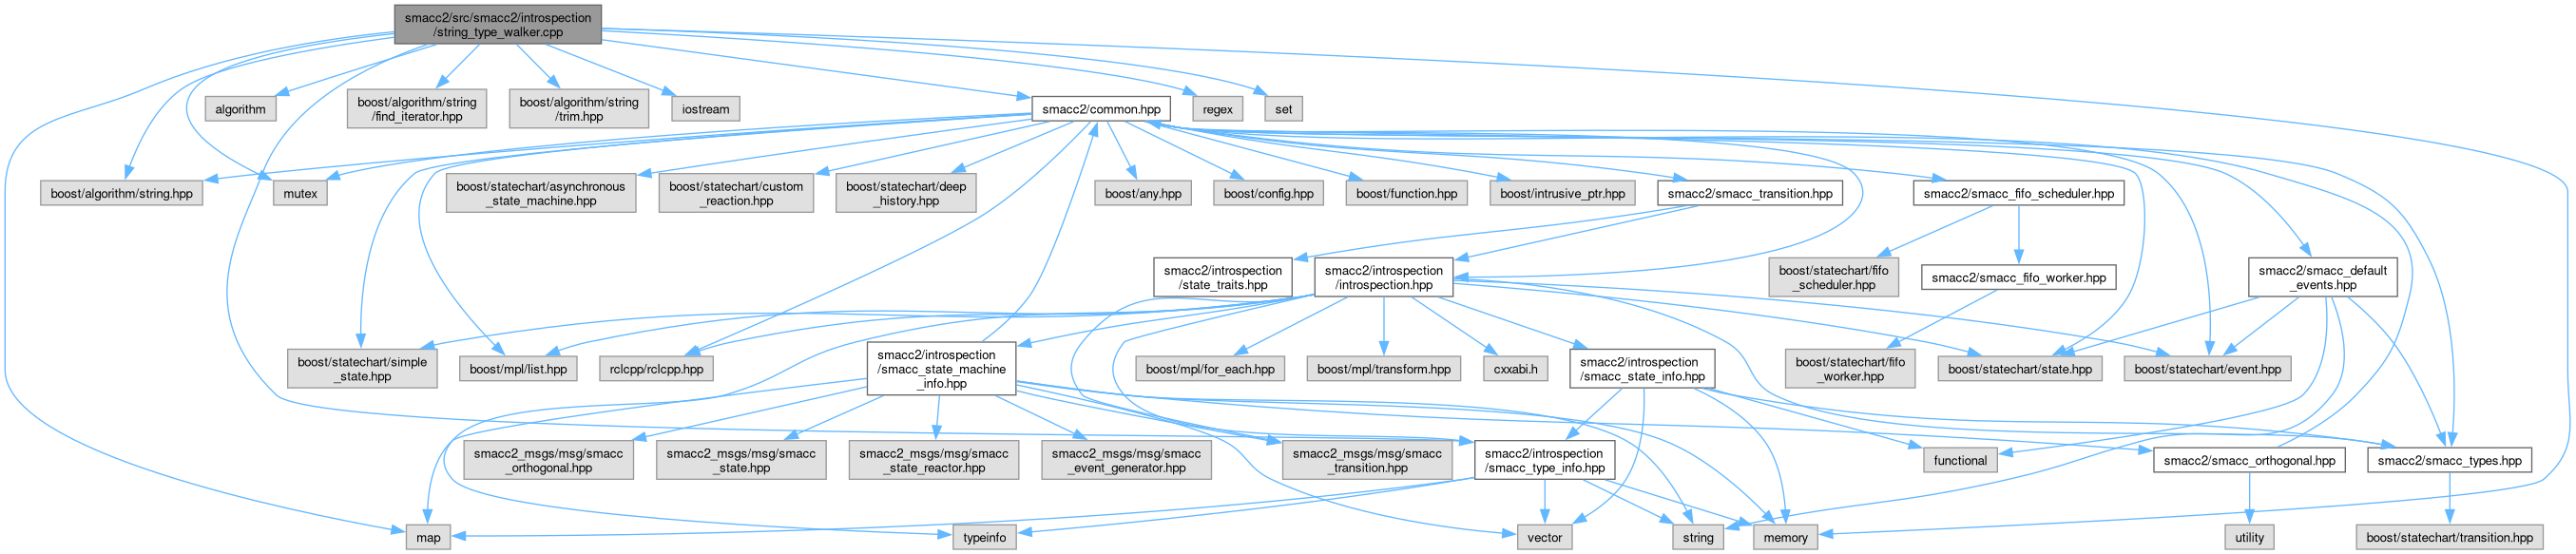 smacc2/src/smacc2/introspection
/string_type_walker.cpp
algorithm
boost/algorithm/string
/find_iterator.hpp
boost/algorithm/string
/trim.hpp
iostream
smacc2/common.hpp
regex
set
boost/algorithm/string.hpp
mutex
boost/statechart/asynchronous
_state_machine.hpp
boost/statechart/custom
_reaction.hpp
boost/statechart/deep
_history.hpp
boost/any.hpp
boost/config.hpp
boost/function.hpp
boost/intrusive_ptr.hpp
smacc2/smacc_transition.hpp
smacc2/smacc_fifo_scheduler.hpp
smacc2/introspection
/state_traits.hpp
smacc2/introspection
/introspection.hpp
boost/statechart/fifo
_scheduler.hpp
smacc2/smacc_fifo_worker.hpp
smacc2/smacc_default
_events.hpp
boost/statechart/simple
_state.hpp
boost/mpl/list.hpp
rclcpp/rclcpp.hpp
smacc2/introspection
/smacc_state_machine
_info.hpp
boost/mpl/for_each.hpp
boost/mpl/transform.hpp
cxxabi.h
smacc2/introspection
/smacc_state_info.hpp
boost/statechart/fifo
_worker.hpp
boost/statechart/state.hpp
boost/statechart/event.hpp
smacc2_msgs/msg/smacc
_orthogonal.hpp
smacc2_msgs/msg/smacc
_state.hpp
smacc2_msgs/msg/smacc
_state_reactor.hpp
smacc2_msgs/msg/smacc
_event_generator.hpp
smacc2_msgs/msg/smacc
_transition.hpp
smacc2/introspection
/smacc_type_info.hpp
functional
smacc2/smacc_orthogonal.hpp
smacc2/smacc_types.hpp
map
typeinfo
vector
string
memory
utility
boost/statechart/transition.hpp